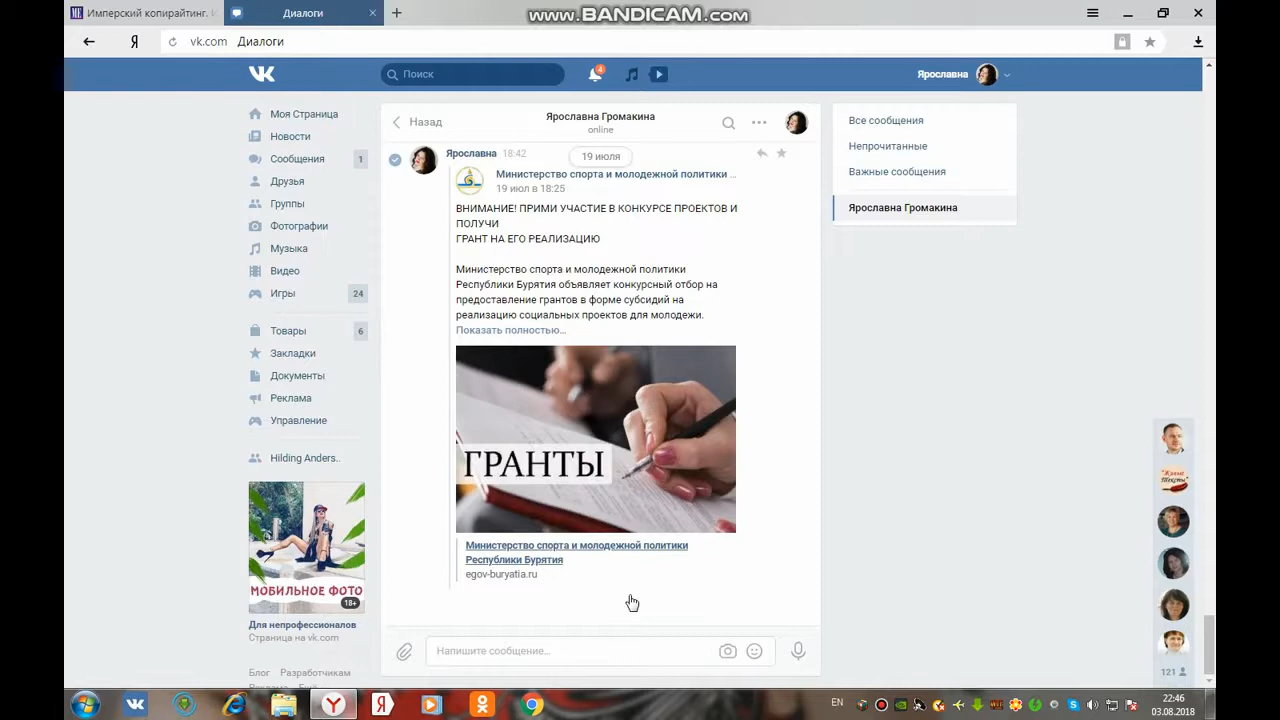 Имперский копирайтинг.
Диалоги
www.BANDICAM.com
vk.com Диалоги
Поиск
4
Ярославна
Моя Страница
Новости
Сообщения 1
Друзья
Группы
Фотографии
Музыка
Видео
Игры 24
Товары 6
Закладки
Документы
Реклама
Управление
Hilding Anders..
МОБИЛЬНОЕ ФОТО
18+
Для непрофессионалов
Страница на vk.com
Блог Разработчикам
Назад
Ярославна Громакина
online
19 июля
Ярославна 18:42
Министерство спорта и молодежной политики ...
19 июл в 18:25
ВНИМАНИЕ! ПРИМИ УЧАСТИЕ В КОНКУРСЕ ПРОЕКТОВ И
ПОЛУЧИ
ГРАНТ НА ЕГО РЕАЛИЗАЦИЮ
Министерство спорта и молодежной политики
Республики Бурятия объявляет конкурсный отбор на
предоставление грантов в форме субсидий на
реализацию социальных проектов для молодежи.
Показать полностью...
ГРАНТЫ
Министерство спорта и молодежной политики
Республики Бурятия
egov-buryatia.ru
Напишите сообщение...
Все сообщения
Непрочитанные
Важные сообщения
Ярославна Громакина
121
EN
22:46
03.08.2018